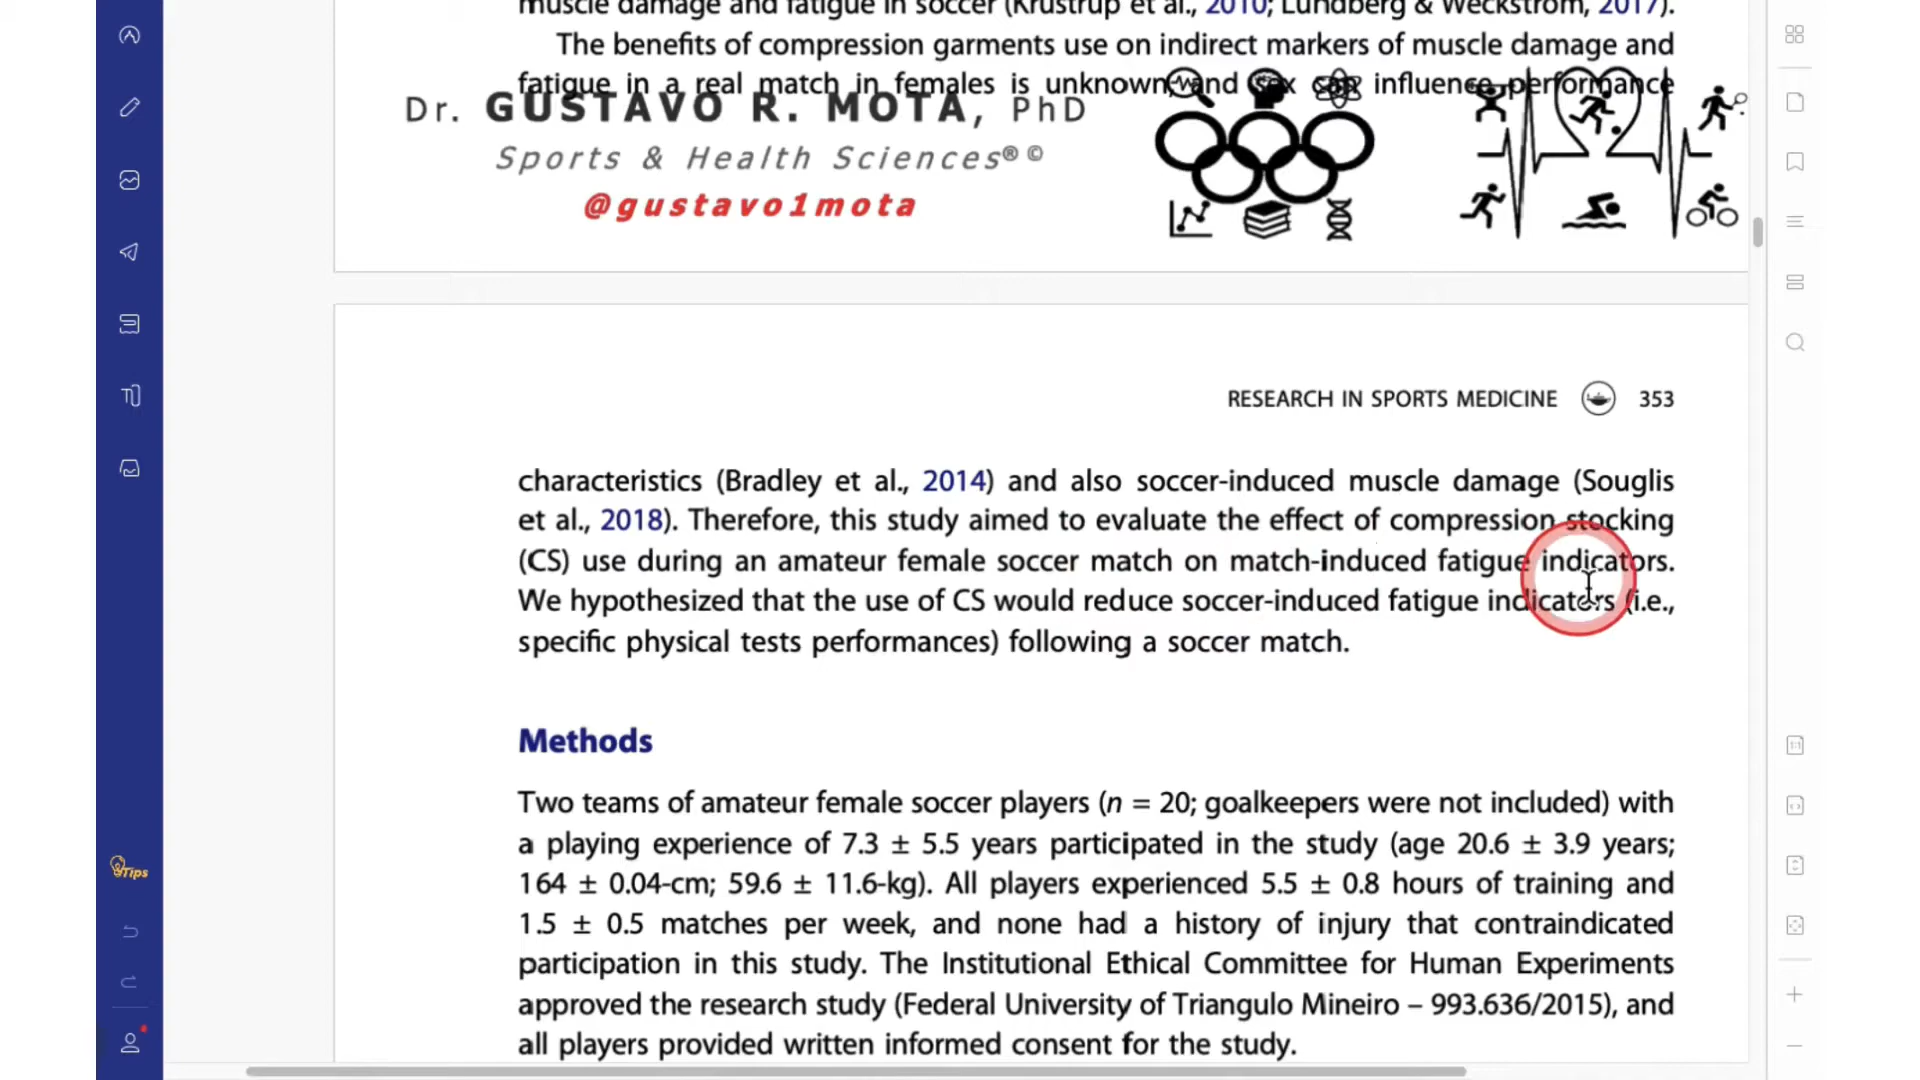 muscle damage and fatigue in soccer (Krustrup et al., 2010; Lundberg & Weckstrom, 2017).
The benefits of compression garments use on indirect markers of muscle damage and
fatigue in a real match in females is unknown, and sex can influence performance
Dr. GUSTAVO R. MOTA, PhD
Sports & Health Sciences®©
@gustavo1mota
RESEARCH IN SPORTS MEDICINE 353
characteristics (Bradley et al., 2014) and also soccer-induced muscle damage (Souglis
et al., 2018). Therefore, this study aimed to evaluate the effect of compression stocking
(CS) use during an amateur female soccer match on match-induced fatigue indicators.
We hypothesized that the use of CS would reduce soccer-induced fatigue indicators (i.e.,
specific physical tests performances) following a soccer match.
Methods
Two teams of amateur female soccer players (n = 20; goalkeepers were not included) with
a playing experience of 7.3 ± 5.5 years participated in the study (age 20.6 ± 3.9 years;
164 ± 0.04-cm; 59.6 ± 11.6-kg). All players experienced 5.5 ± 0.8 hours of training and
1.5 ± 0.5 matches per week, and none had a history of injury that contraindicated
participation in this study. The Institutional Ethical Committee for Human Experiments
approved the research study (Federal University of Triangulo Mineiro – 993.636/2015), and
all players provided written informed consent for the study.
Tips
1:1